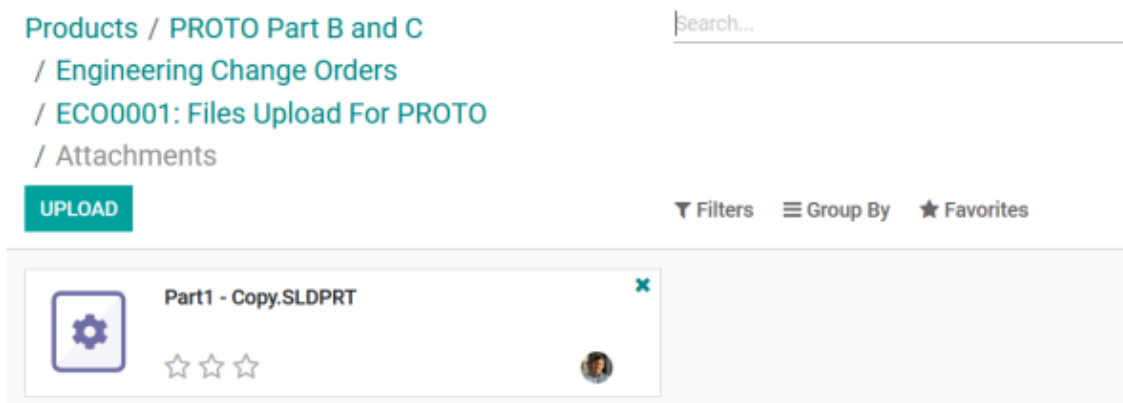 Products / PROTO Part B and C
/ Engineering Change Orders
/ ECO0001: Files Upload For PROTO
/ Attachments
Search...
UPLOAD
Filters Group By Favorites
Part1 - Copy.SLDPRT